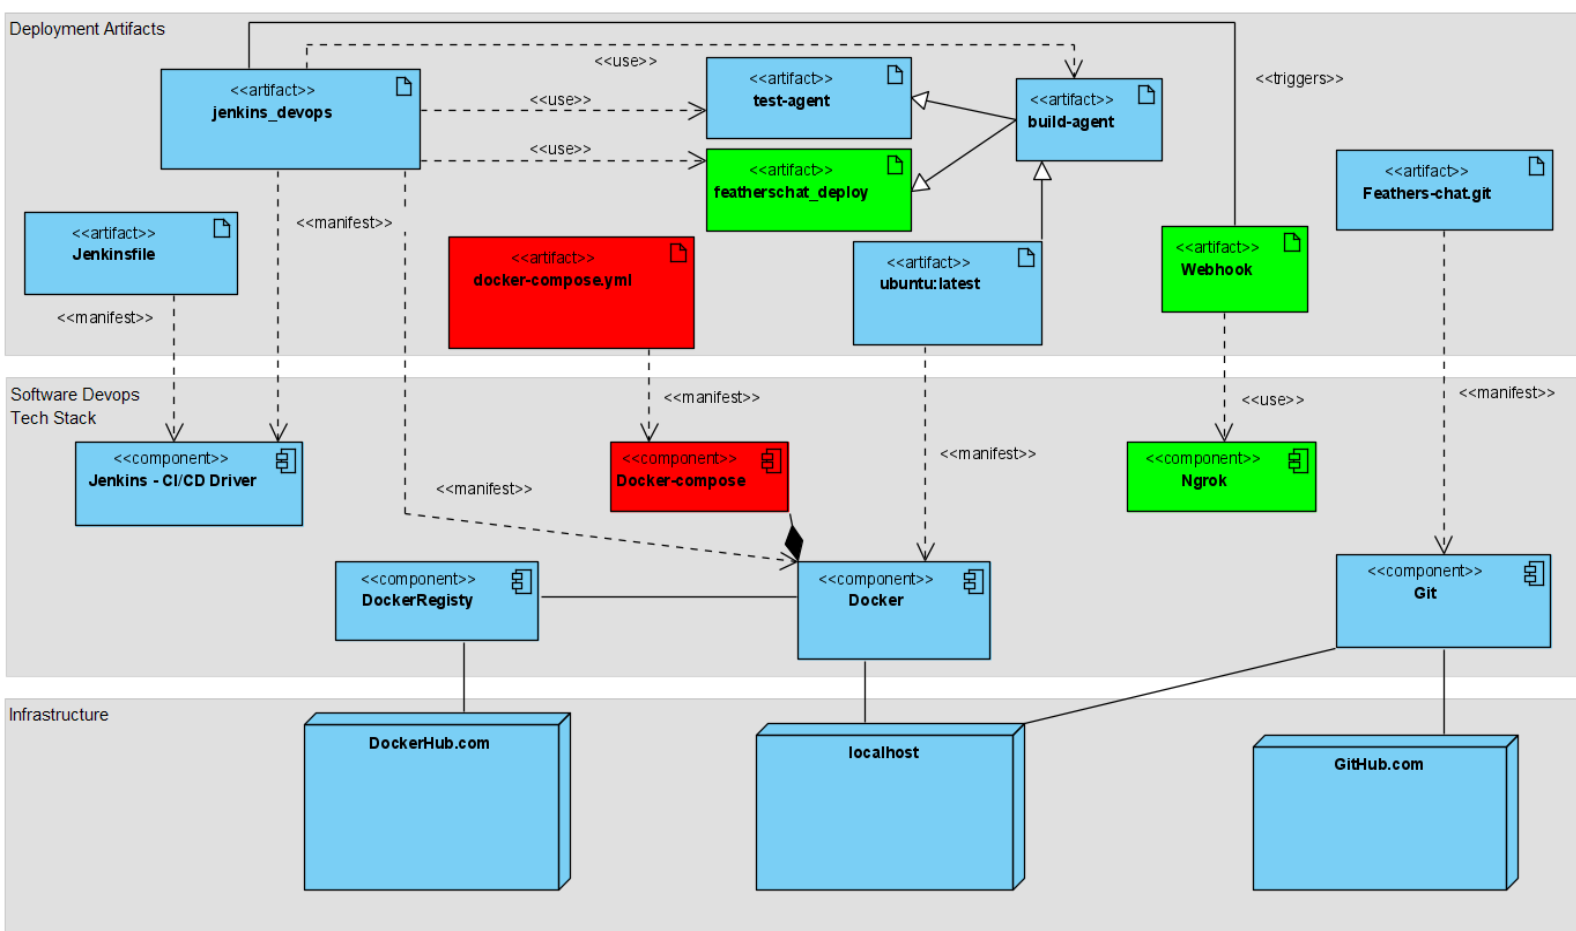 Deployment Artifacts
<<use>>
<<triggers>>
<<artifact>>
jenkins_devops
<<use>>
<<artifact>>
test-agent
<<artifact>>
build-agent
<<use>>
<<artifact>>
featherschat_deploy
<<artifact>>
Feathers-chat.git
<<manifest>>
<<artifact>>
Jenkinsfile
<<artifact>>
docker-compose.yml
<<artifact>>
ubuntu:latest
<<artifact>>
Webhook
<<manifest>>
Software Devops
Tech Stack
<<manifest>>
<<use>>
<<manifest>>
<<component>>
Jenkins - CI/CD Driver
<<manifest>>
<<component>>
Docker-compose
<<manifest>>
<<component>>
Ngrok
<<component>>
DockerRegisty
<<component>>
Docker
<<component>>
Git
Infrastructure
DockerHub.com
localhost
GitHub.com